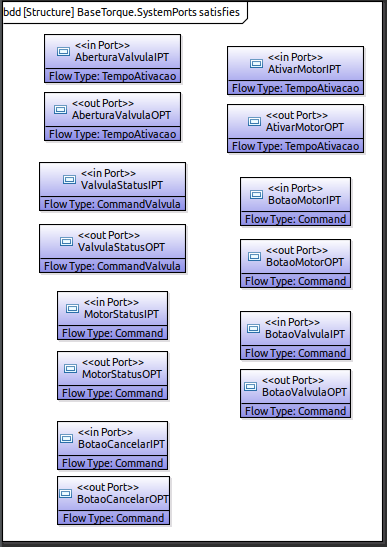 bdd [Structure] BaseTorque.SystemPorts satisfies
<<in Port>>
AberturaValvulaIPT
Flow Type: TempoAtivacao
<<out Port>>
AberturaValvulaOPT
Flow Type: TempoAtivacao
<<in Port>>
ValvulaStatusIPT
Flow Type: CommandValvula
<<out Port>>
ValvulaStatusOPT
Flow Type: CommandValvula
<<in Port>>
MotorStatusIPT
Flow Type: Command
<<out Port>>
MotorStatusOPT
Flow Type: Command
<<in Port>>
BotaoCancelarIPT
Flow Type: Command
<<out Port>>
BotaoCancelarOPT
Flow Type: Command
<<in Port>>
AtivarMotorIPT
Flow Type: TempoAtivacao
<<out Port>>
AtivarMotorOPT
Flow Type: TempoAtivacao
<<in Port>>
BotaoMotorIPT
Flow Type: Command
<<out Port>>
BotaoMotorOPT
Flow Type: Command
<<in Port>>
BotaoValvulaIPT
Flow Type: Command
<<out Port>>
BotaoValvulaOPT
Flow Type: Command